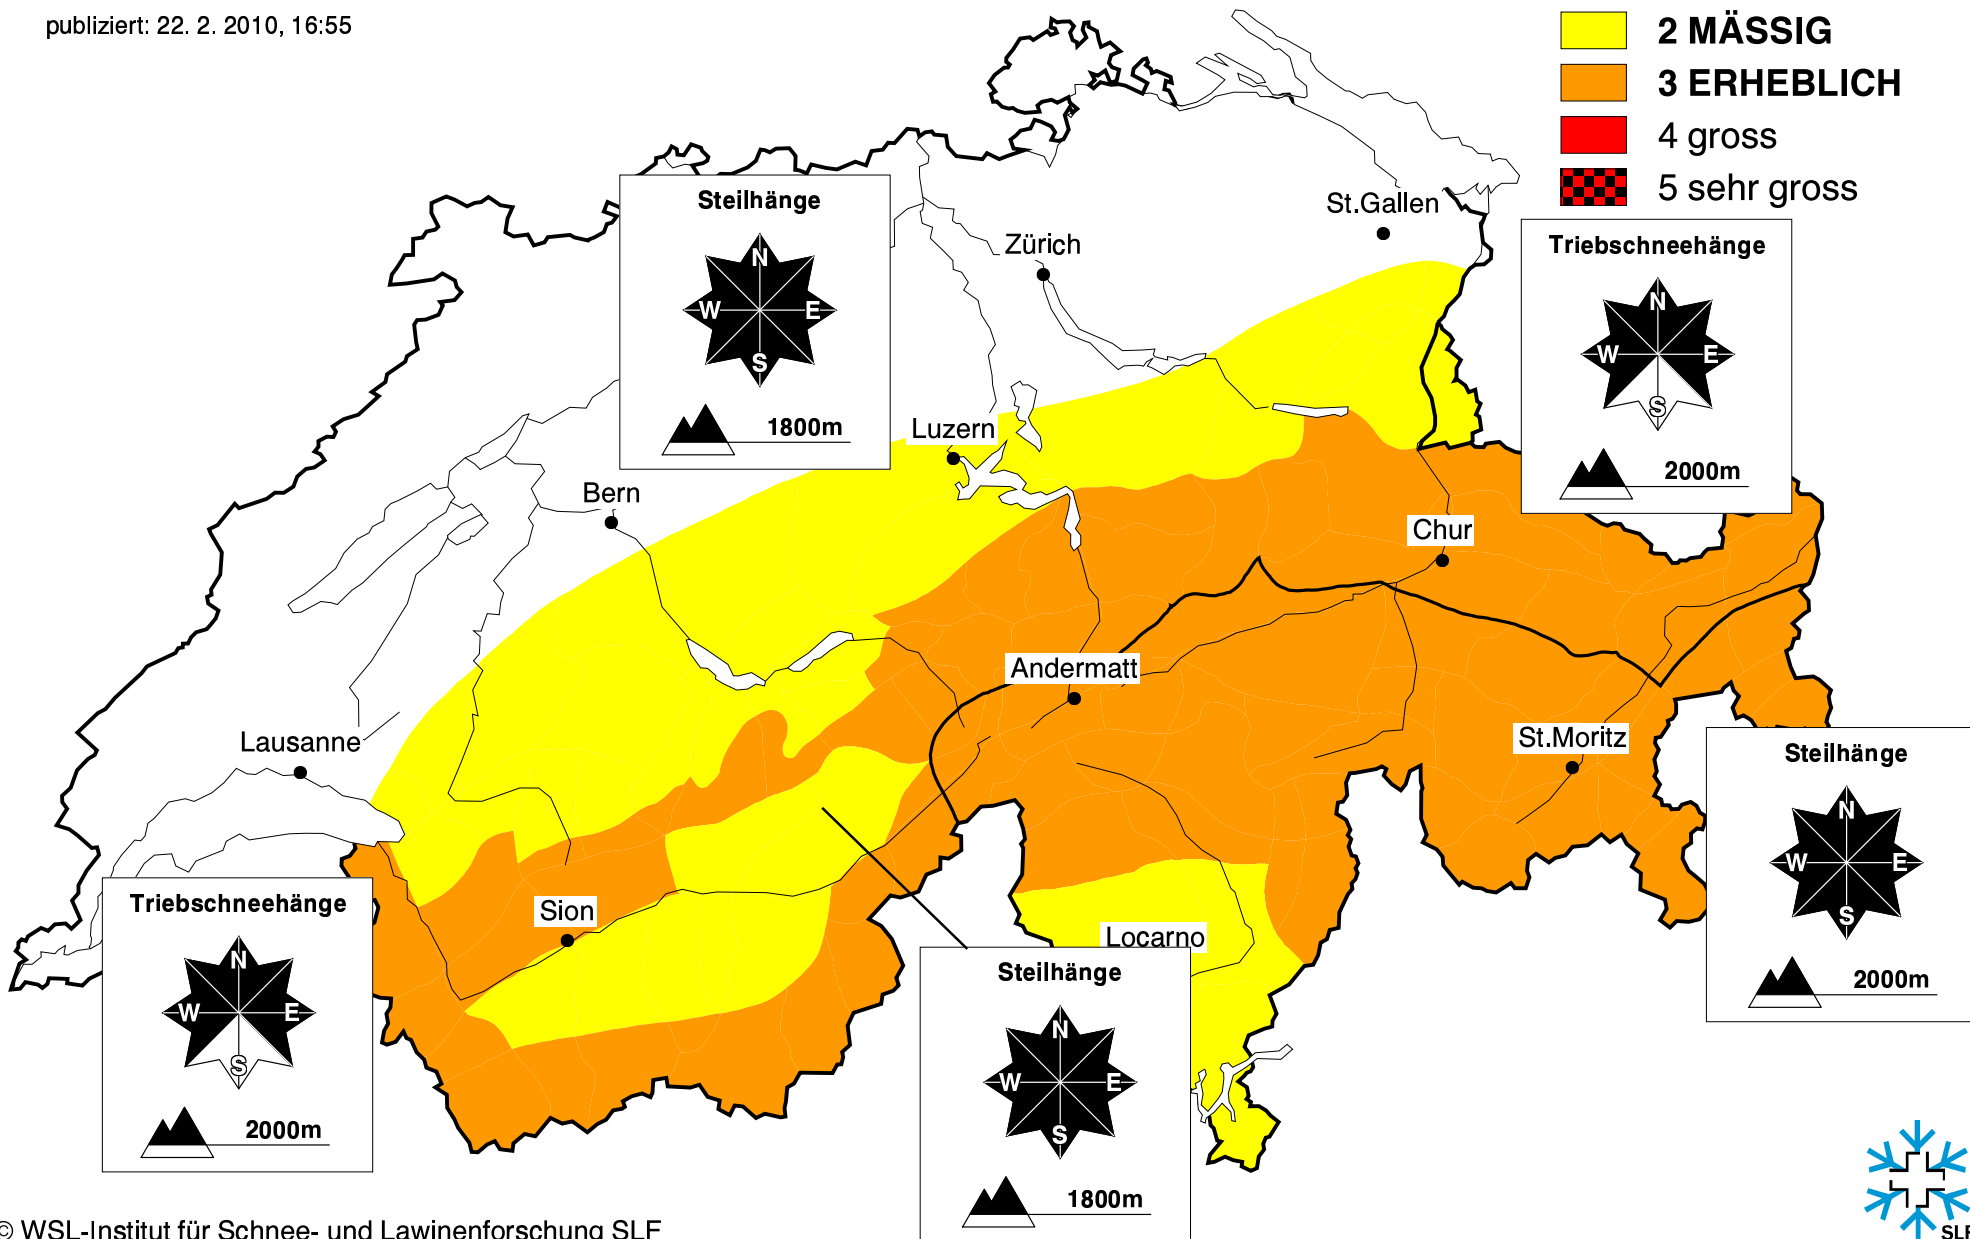 publiziert: 22. 2. 2010, 16:55
2 MÄSSIG
3 ERHEBLICH
4 gross
5 sehr gross
Steilhänge
N
W E
S
1800m
St.Gallen
Zürich
Triebschneehänge
N
W E
S
2000m
Luzern
Bern
Chur
Andermatt
Lausanne
St.Moritz
Steilhänge
N
W E
S
2000m
Sion
Locarno
Triebschneehänge
N
W E
S
2000m
Steilhänge
N
W E
S
1800m
© WSL-Institut für Schnee- und Lawinenforschung SLF
SLF